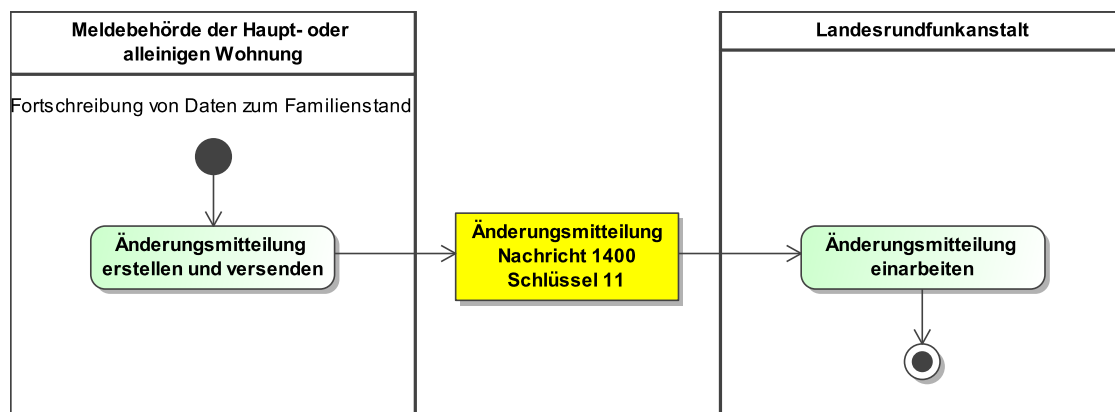 Meldebehörde der Haupt- oder
alleinigen Wohnung
Landesrundfunkanstalt
Fortschreibung von Daten zum Familienstand
Änderungsmitteilung
erstellen und versenden
Änderungsmitteilung
Nachricht 1400
Schlüssel 11
Änderungsmitteilung
einarbeiten